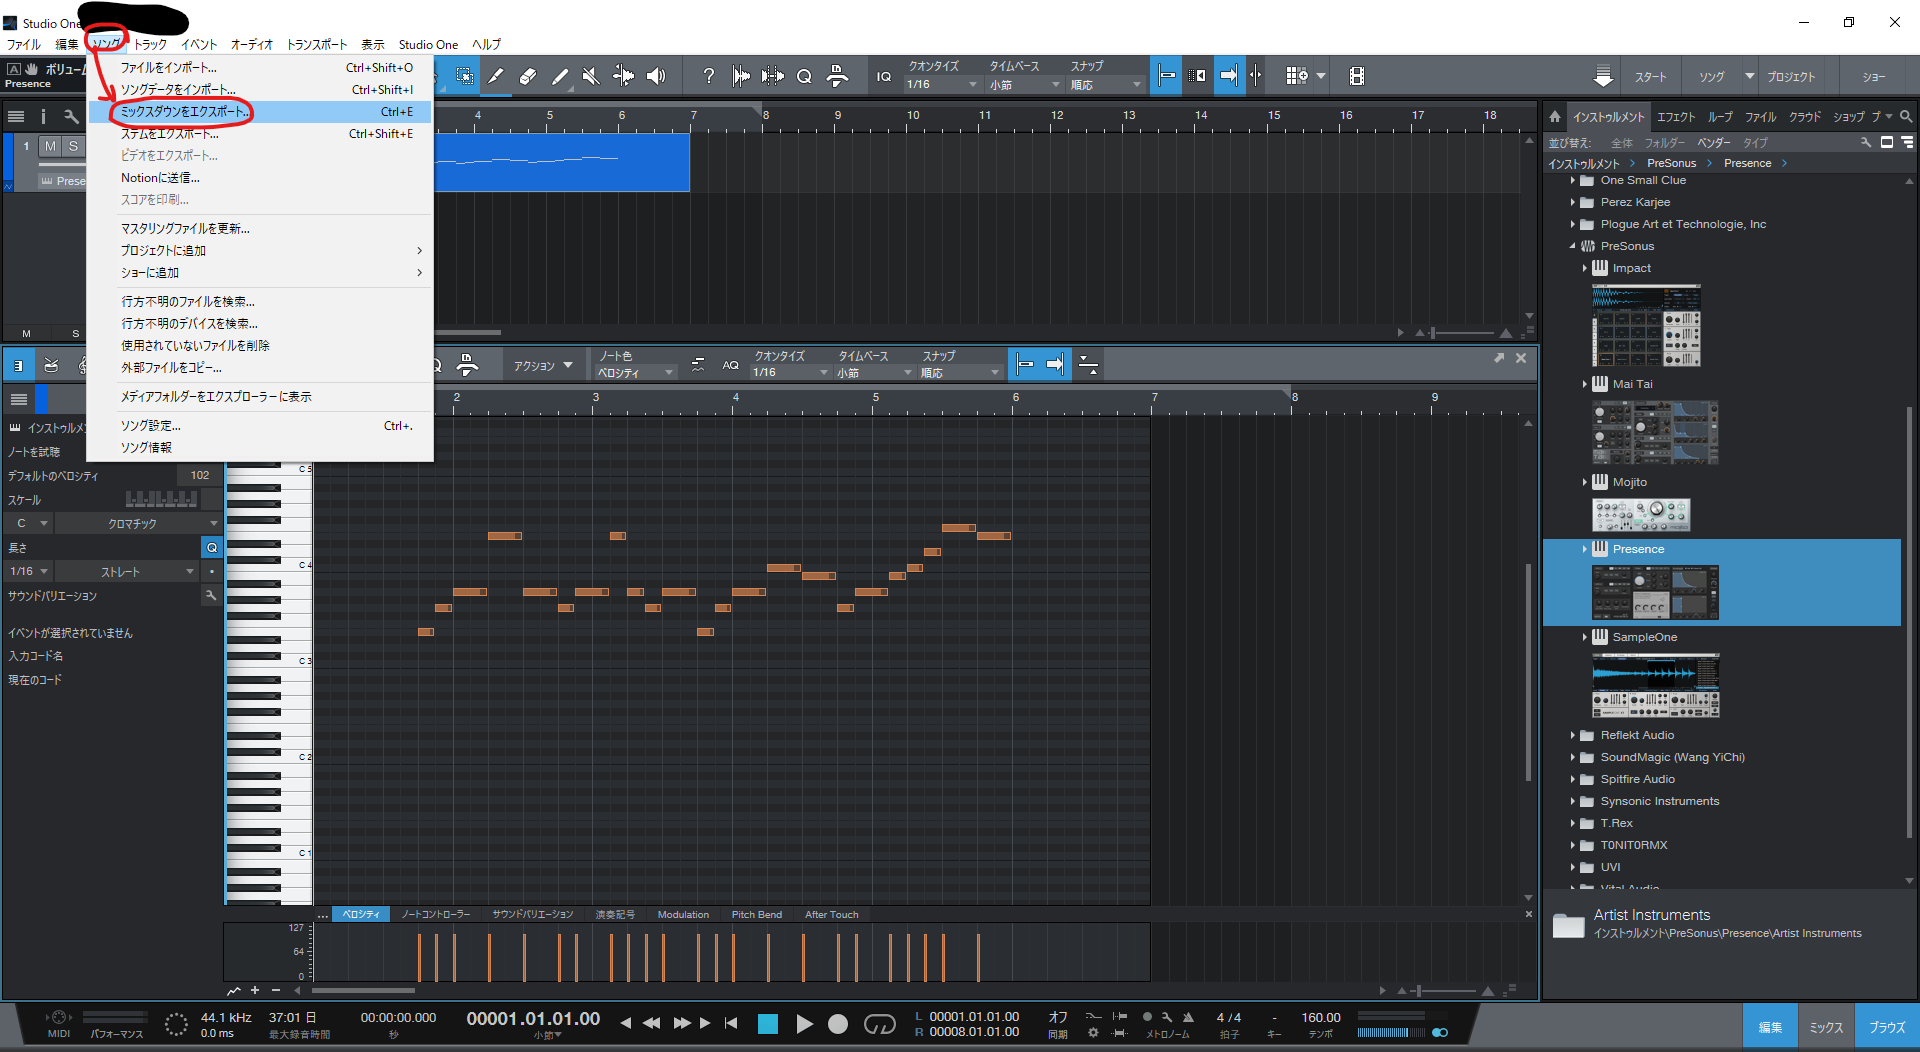 Studio One
ファイル 編集 ソング トラック イベント オーディオ トランスポート 表示 Studio One ヘルプ
A ボリューム
Presence
ファイルをインポート... Ctrl+Shift+O
ソングデータをインポート... Ctrl+Shift+I
ミックスダウンをエクスポート... Ctrl+E
ステムをエクスポート... Ctrl+Shift+E
ビデオをエクスポート...
Notionに送信...
スコアを印刷...
マスタリングファイルを更新...
プロジェクトに追加
ショーに追加
行方不明のファイルを検索...
行方不明のデバイスを検索...
使用されていないファイルを削除
外部ファイルをコピー...
メディアフォルダーをエクスプローラーに表示
ソング設定... Ctrl+.
ソング情報
? Q IQ
クオンタイズ タイムベース スナップ
1/16 小節 順応
スタート ソング プロジェクト ショー
4 5 6 7 8 9 10 11 12 13 14 15 16 17 18
1 M S
Prese
M S
インストゥルメント エフェクト ループ ファイル クラウド ショップ プ
並び替え: 全体 フォルダー ベンダー タイプ
インストゥルメント PreSonus Presence
One Small Clue
Perez Karjee
Plogue Art et Technologie, Inc
PreSonus
Impact
Mai Tai
Mojito
Presence
SampleOne
Reflekt Audio
SoundMagic (Wang YiChi)
Spitfire Audio
Synsonic Instruments
T.Rex
T0NIT0RMX
UVI
Vital Audio
Artist Instruments
インストゥルメント\PreSonus\Presence\Artist Instruments
アクション
ノート色
ベロシティ
AQ
クオンタイズ タイムベース スナップ
1/16 小節 順応
2 3 4 5 6 7 8 9
インストゥルメン
ノートを試聴
デフォルトのベロシティ 102
スケール
C クロマチック
長さ Q
1/16 ストレート
サウンドバリエーション
イベントが選択されていません
入力コード名
現在のコード
C 5
C 4
C 3
C 2
C 1
... ベロシティ ノートコントローラー サウンドバリエーション 演奏記号 Modulation Pitch Bend After Touch
127
64
0
MIDI パフォーマンス
44.1 kHz
0.0 ms
37:01 日
最大録音時間
00:00:00.000
秒
00001.01.01.00
小節
L 00001.01.01.00
R 00008.01.01.00
オフ
同期
メトロノーム
4 / 4
拍子
-
キー
160.00
テンポ
編集 ミックス ブラウズ